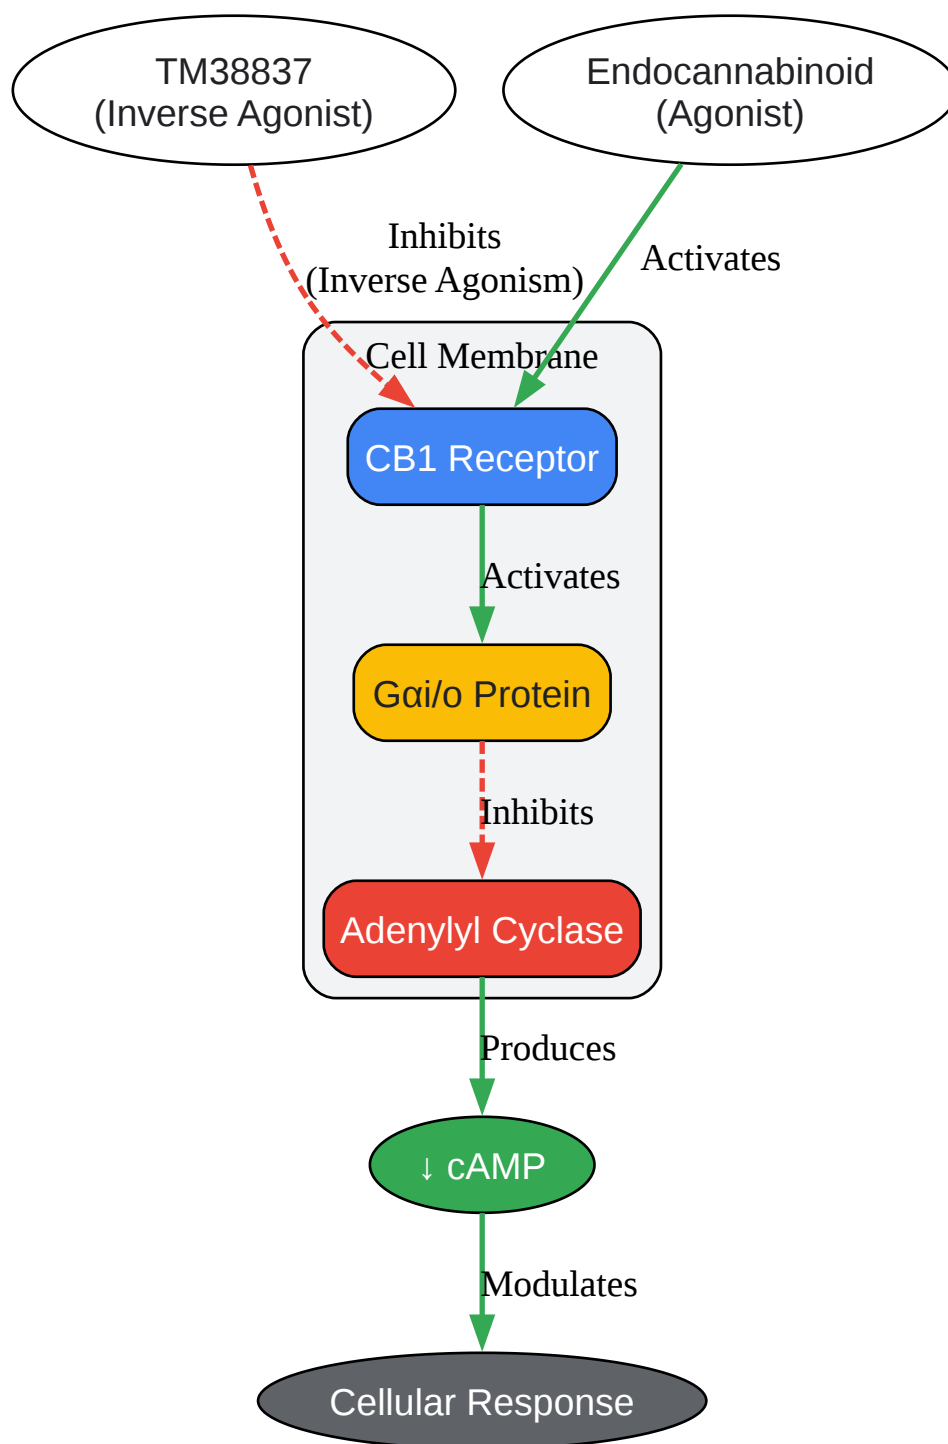 TM38837
(Inverse Agonist)
Endocannabinoid
(Agonist)
Inhibits
(Inverse Agonism)
Activates
Cell Membrane
CB1 Receptor
Activates
Gαi/o Protein
Inhibits
Adenylyl Cyclase
Produces
↓ cAMP
Modulates
Cellular Response